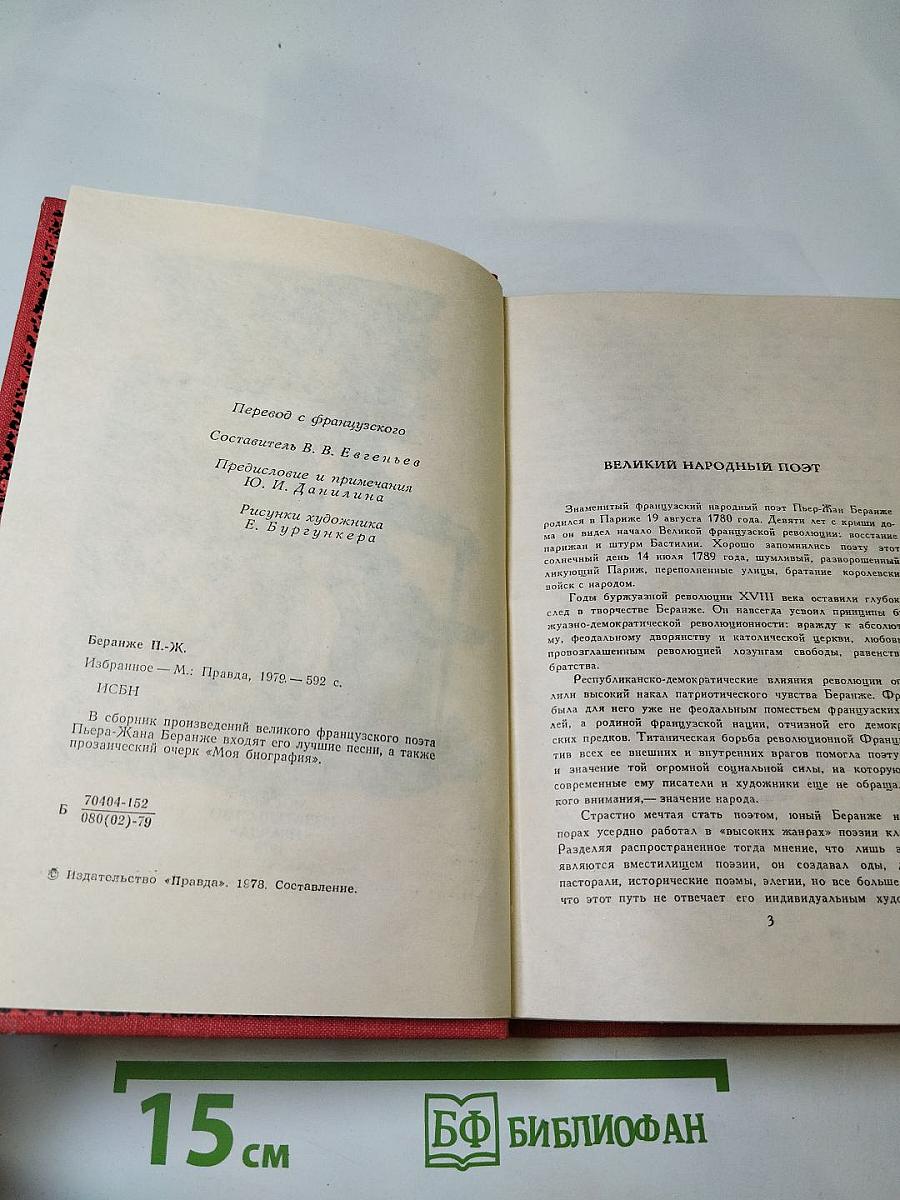 Перевод с французского
Составитель В. В. Евгеньев
Предисловие и примечания
Ю. И. Данилина
Рисунки художника
Е. Бургункера
Беранже П.-Ж.
Избранное — М.: Правда, 1979. — 592 с.
ИСБН
В сборник произведений великого французского поэта
Пьера-Жана Беранже входят его лучшие песни, а также
прозаический очерк «Моя биография».
Б 70404-152
080(02)-79
© Издательство «Правда». 1978. Составление.
ВЕЛИКИЙ НАРОДНЫЙ ПОЭТ
Знаменитый французский народный поэт Пьер-Жан Беранже
родился в Париже 19 августа 1780 года. Девяти лет с крыши до-
ма он видел начало Великой французской революции: восстание
парижан и штурм Бастилии. Хорошо запомнились поэту этот
солнечный день 14 июля 1789 года, шумливый, развороченный
ликующий Париж, переполненные улицы, братание королевски
войск с народом.
Годы буржуазной революции XVIII века оставили глубок
след в творчестве Беранже. Он навсегда усвоил принципы бу
жуазно-демократической революционности: вражду к абсолют
му, феодальному дворянству и католической церкви, любовь
провозглашенным революцией лозунгам свободы, равенств
братства.
Республиканско-демократические влияния революции оп
лили высокий накал патриотического чувства Беранже. Фр
была для него уже не феодальным поместьем французских
лей, а родиной французской нации, отчизной его демокр
ских предков. Титаническая борьба революционной Франц
тив всех ее внешних и внутренних врагов помогла поэту
и значение той огромной социальной силы, на которую
современные ему писатели и художники еще не обращал
кого внимания,— значение народа.
Страстно мечтая стать поэтом, юный Беранже н
порах усердно работал в «высоких жанрах» поэзии кл
Разделяя распространенное тогда мнение, что лишь
являются вместилищем поэзии, он создавал оды,
пасторали, исторические поэмы, элегии, но все больше
что этот путь не отвечает его индивидуальным худо
3
15 см
БФ БИБЛИОФАН